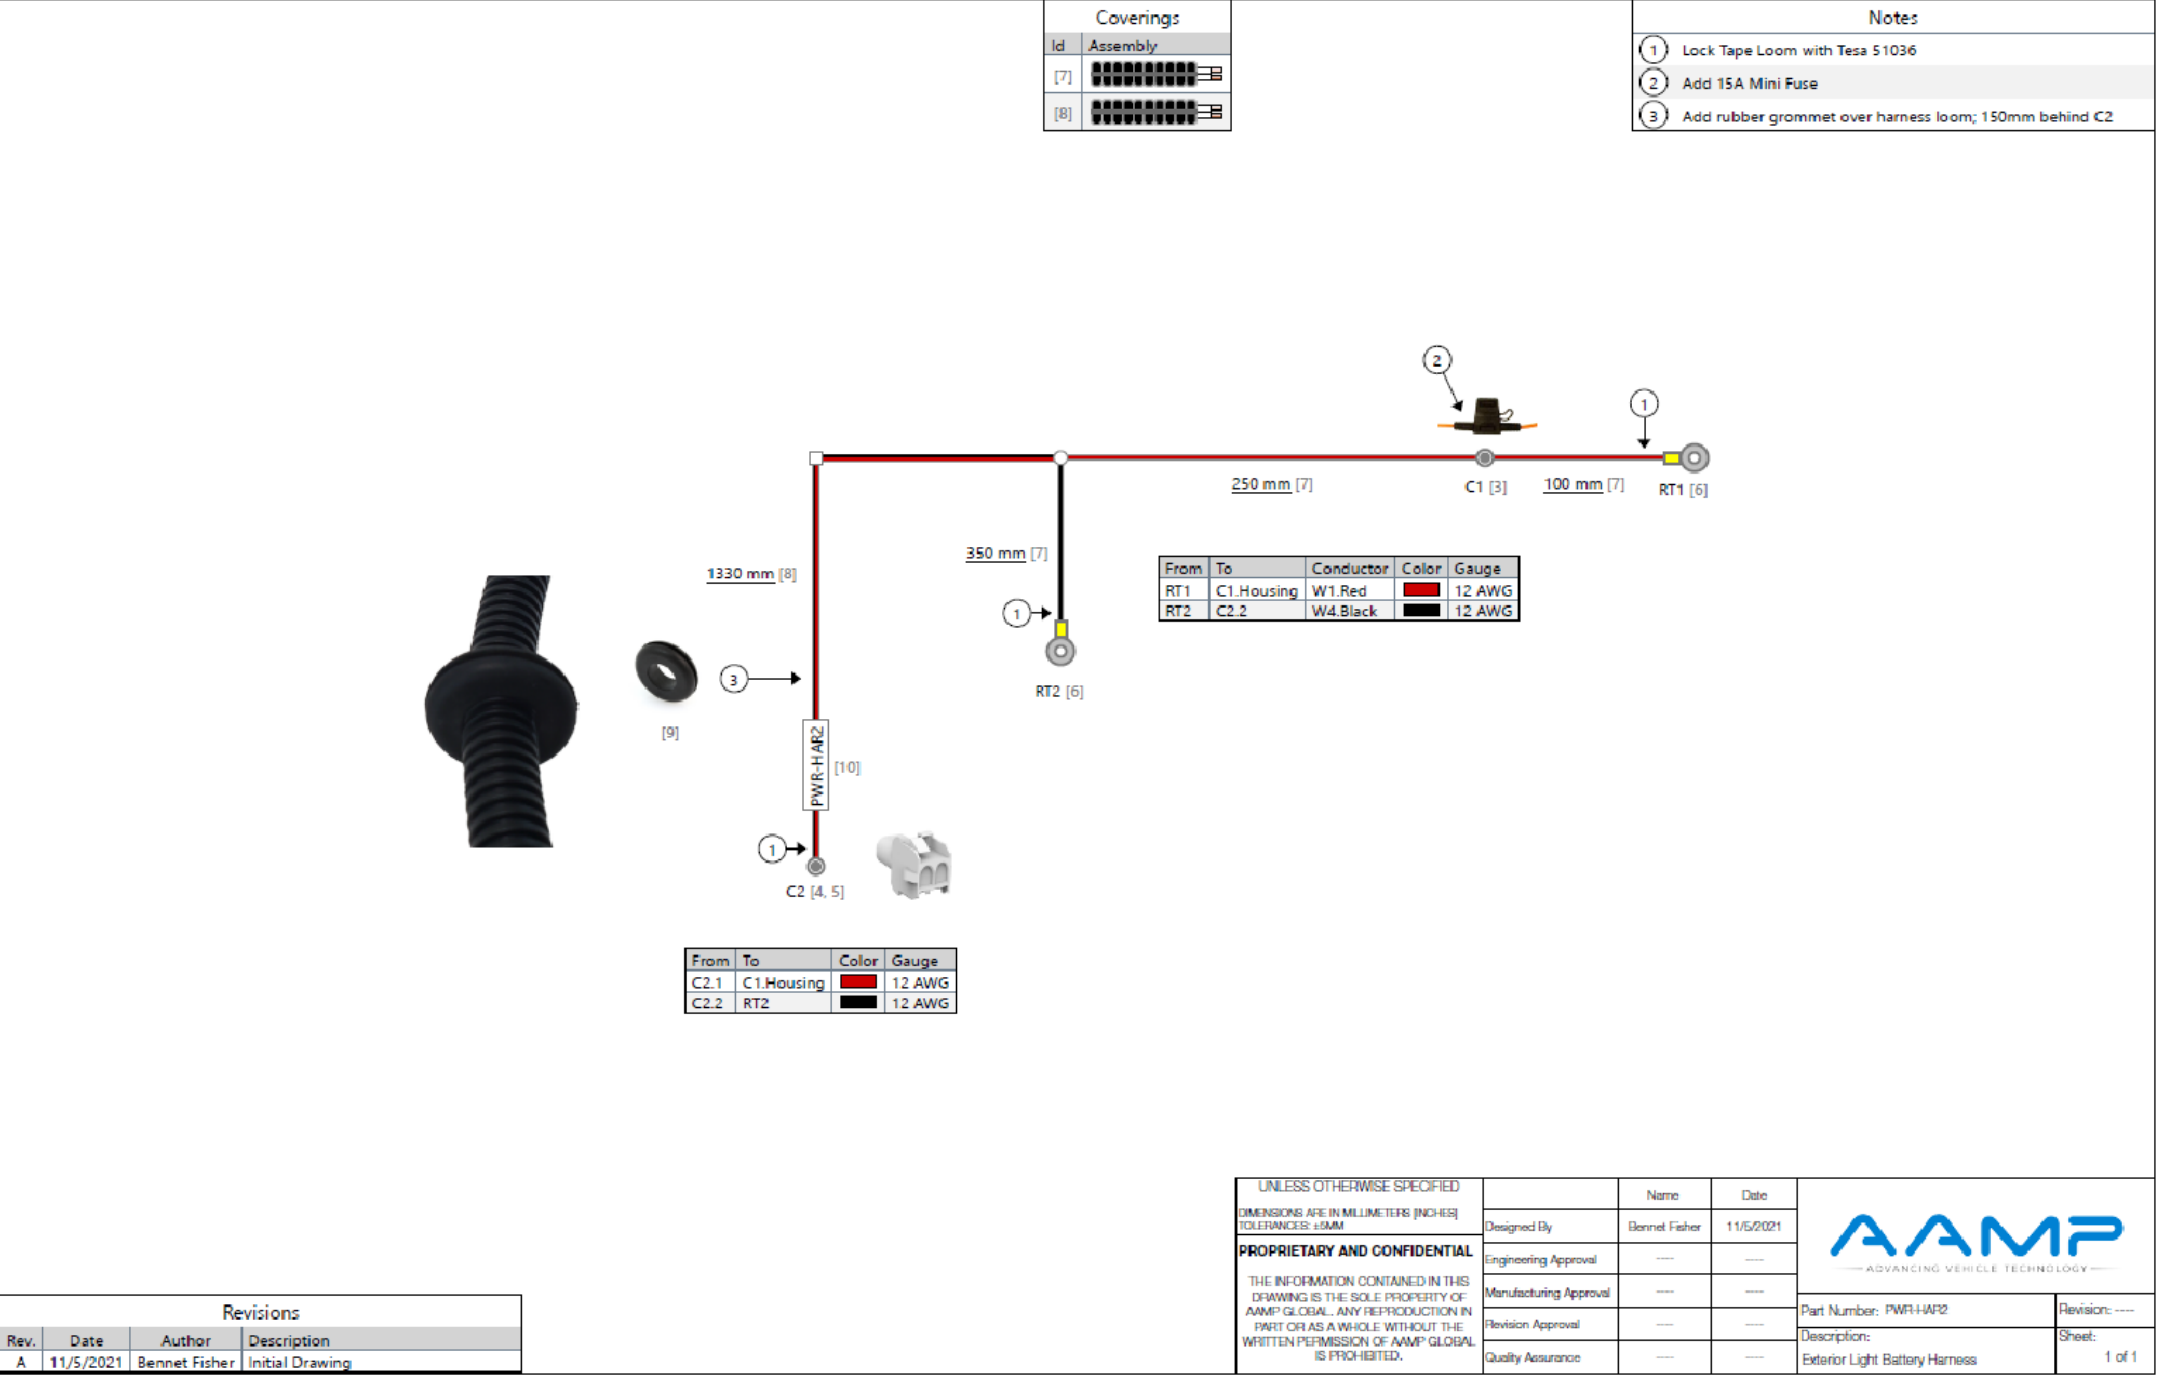 Coverings
Id Assembly
[7]
[8]
Notes
1 Lock Tape Loom with Tesa 51036
2 Add 15A Mini Fuse
3 Add rubber grommet over harness loom; 150mm behind C2
2
1
250 mm [7]
C1 [3]
100 mm [7]
RT1 [6]
350 mm [7]
1330 mm [8]
From To Conductor Color Gauge
RT1 C1.Housing W1.Red 12 AWG
RT2 C2.2 W4.Black 12 AWG
1
3
RT2 [6]
[9]
PWR-HAR2
[10]
1
C2 [4, 5]
From To Color Gauge
C2.1 C1.Housing 12 AWG
C2.2 RT2 12 AWG
UNLESS OTHERWISE SPECIFIED
DIMENSIONS ARE IN MILLIMETERS [INCHES]
TOLERANCES: ±5MM
PROPRIETARY AND CONFIDENTIAL
THE INFORMATION CONTAINED IN THIS
DRAWING IS THE SOLE PROPERTY OF
AAMP GLOBAL. ANY REPRODUCTION IN
PART OR AS A WHOLE WITHOUT THE
WRITTEN PERMISSION OF AAMP GLOBAL
IS PROHIBITED.
Name Date
Designed By Bennet Fisher 11/5/2021
Engineering Approval ---- ----
Manufacturing Approval ---- ----
Revision Approval ---- ----
Quality Assurance ---- ----
AAMP
ADVANCING VEHICLE TECHNOLOGY
Part Number: PWR-HAR2
Revision: ----
Description:
Exterior Light Battery Harness
Sheet:
1 of 1
Revisions
Rev. Date Author Description
A 11/5/2021 Bennet Fisher Initial Drawing